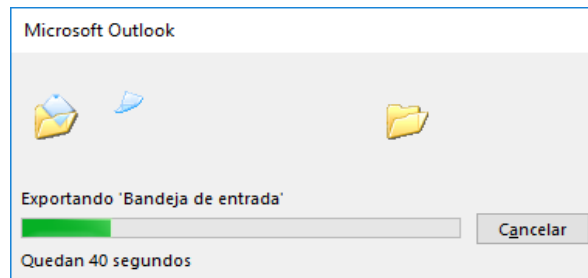 Microsoft Outlook
Exportando 'Bandeja de entrada'
Cancelar
Quedan 40 segundos